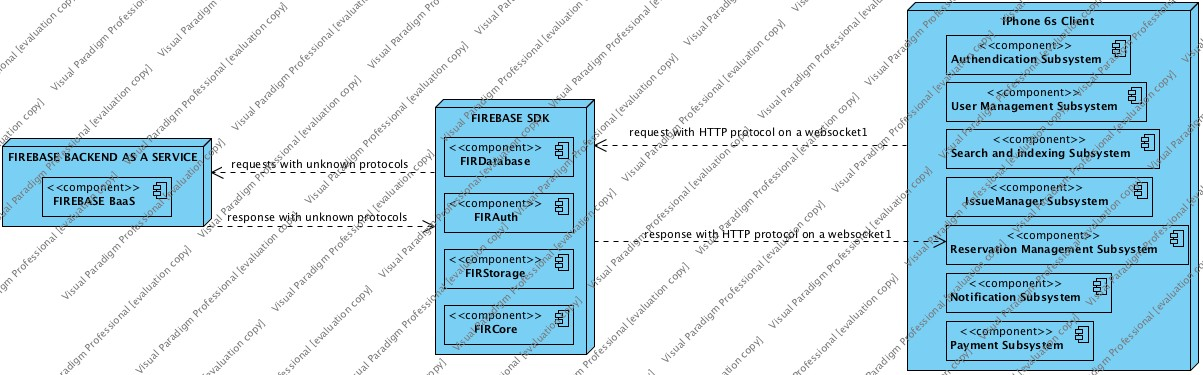 FIREBASE BACKEND AS A SERVICE
<<component>>
FIREBASE BaaS
requests with unknown protocols
response with unknown protocols
FIREBASE SDK
<<component>>
FIRDatabase
<<component>>
FIRAuth
<<component>>
FIRStorage
<<component>>
FIRCore
request with HTTP protocol on a websocket1
response with HTTP protocol on a websocket1
iPhone 6s Client
<<component>>
Authendication Subsystem
<<component>>
User Management Subsystem
<<component>>
Search and Indexing Subsystem
<<component>>
IssueManager Subsystem
<<component>>
Reservation Management Subsystem
<<component>>
Notification Subsystem
<<component>>
Payment Subsystem
Visual Paradigm Professional [evaluation copy]